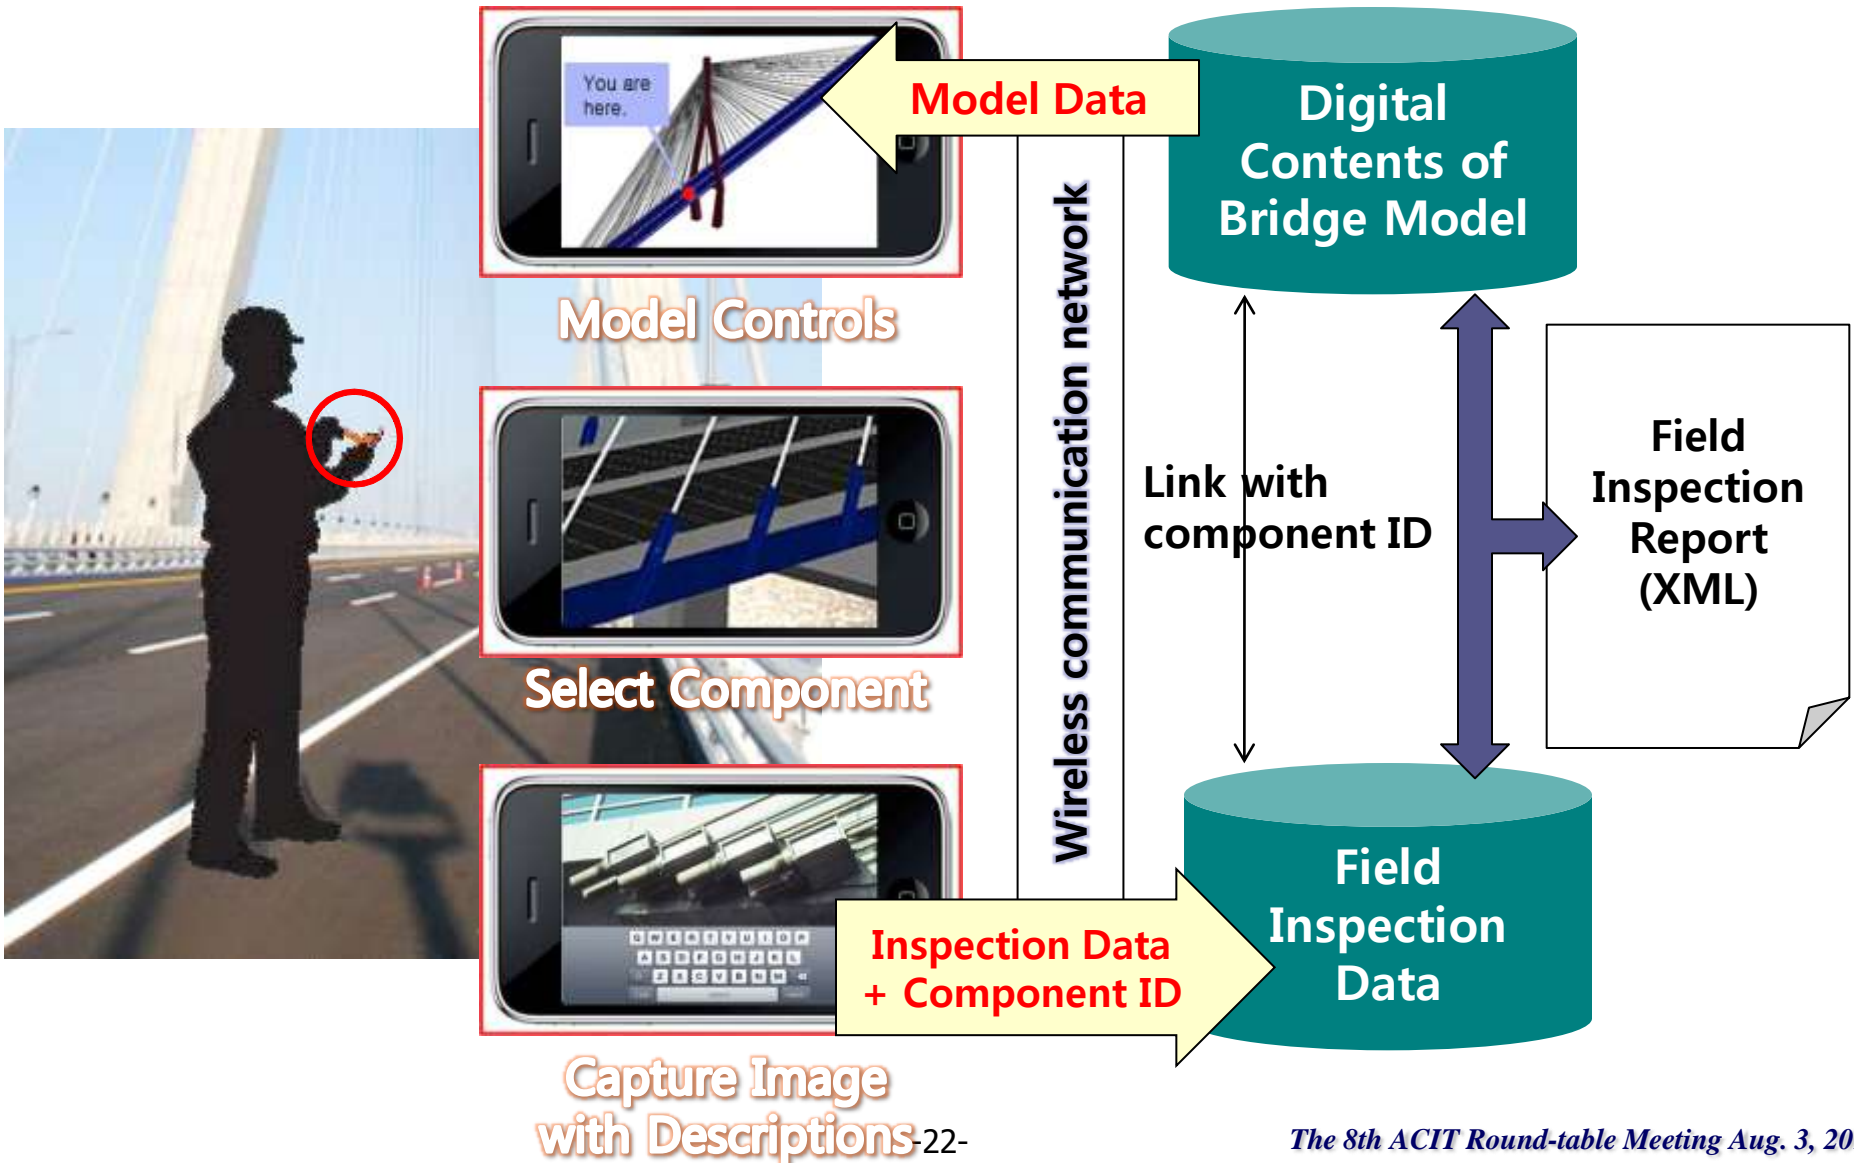 You are
here.
Model Data
Digital
Contents of
Bridge Model
Model Controls
Wireless communication network
Link with
component ID
Field
Inspection
Report
(XML)
Select Component
Q W E R T Y U I O P
A S D F G H J K L
Z X C V B N M
Inspection Data
+ Component ID
Field
Inspection
Data
Capture Image
with Descriptions
-22-
The 8th ACIT Round-table Meeting Aug. 3, 20